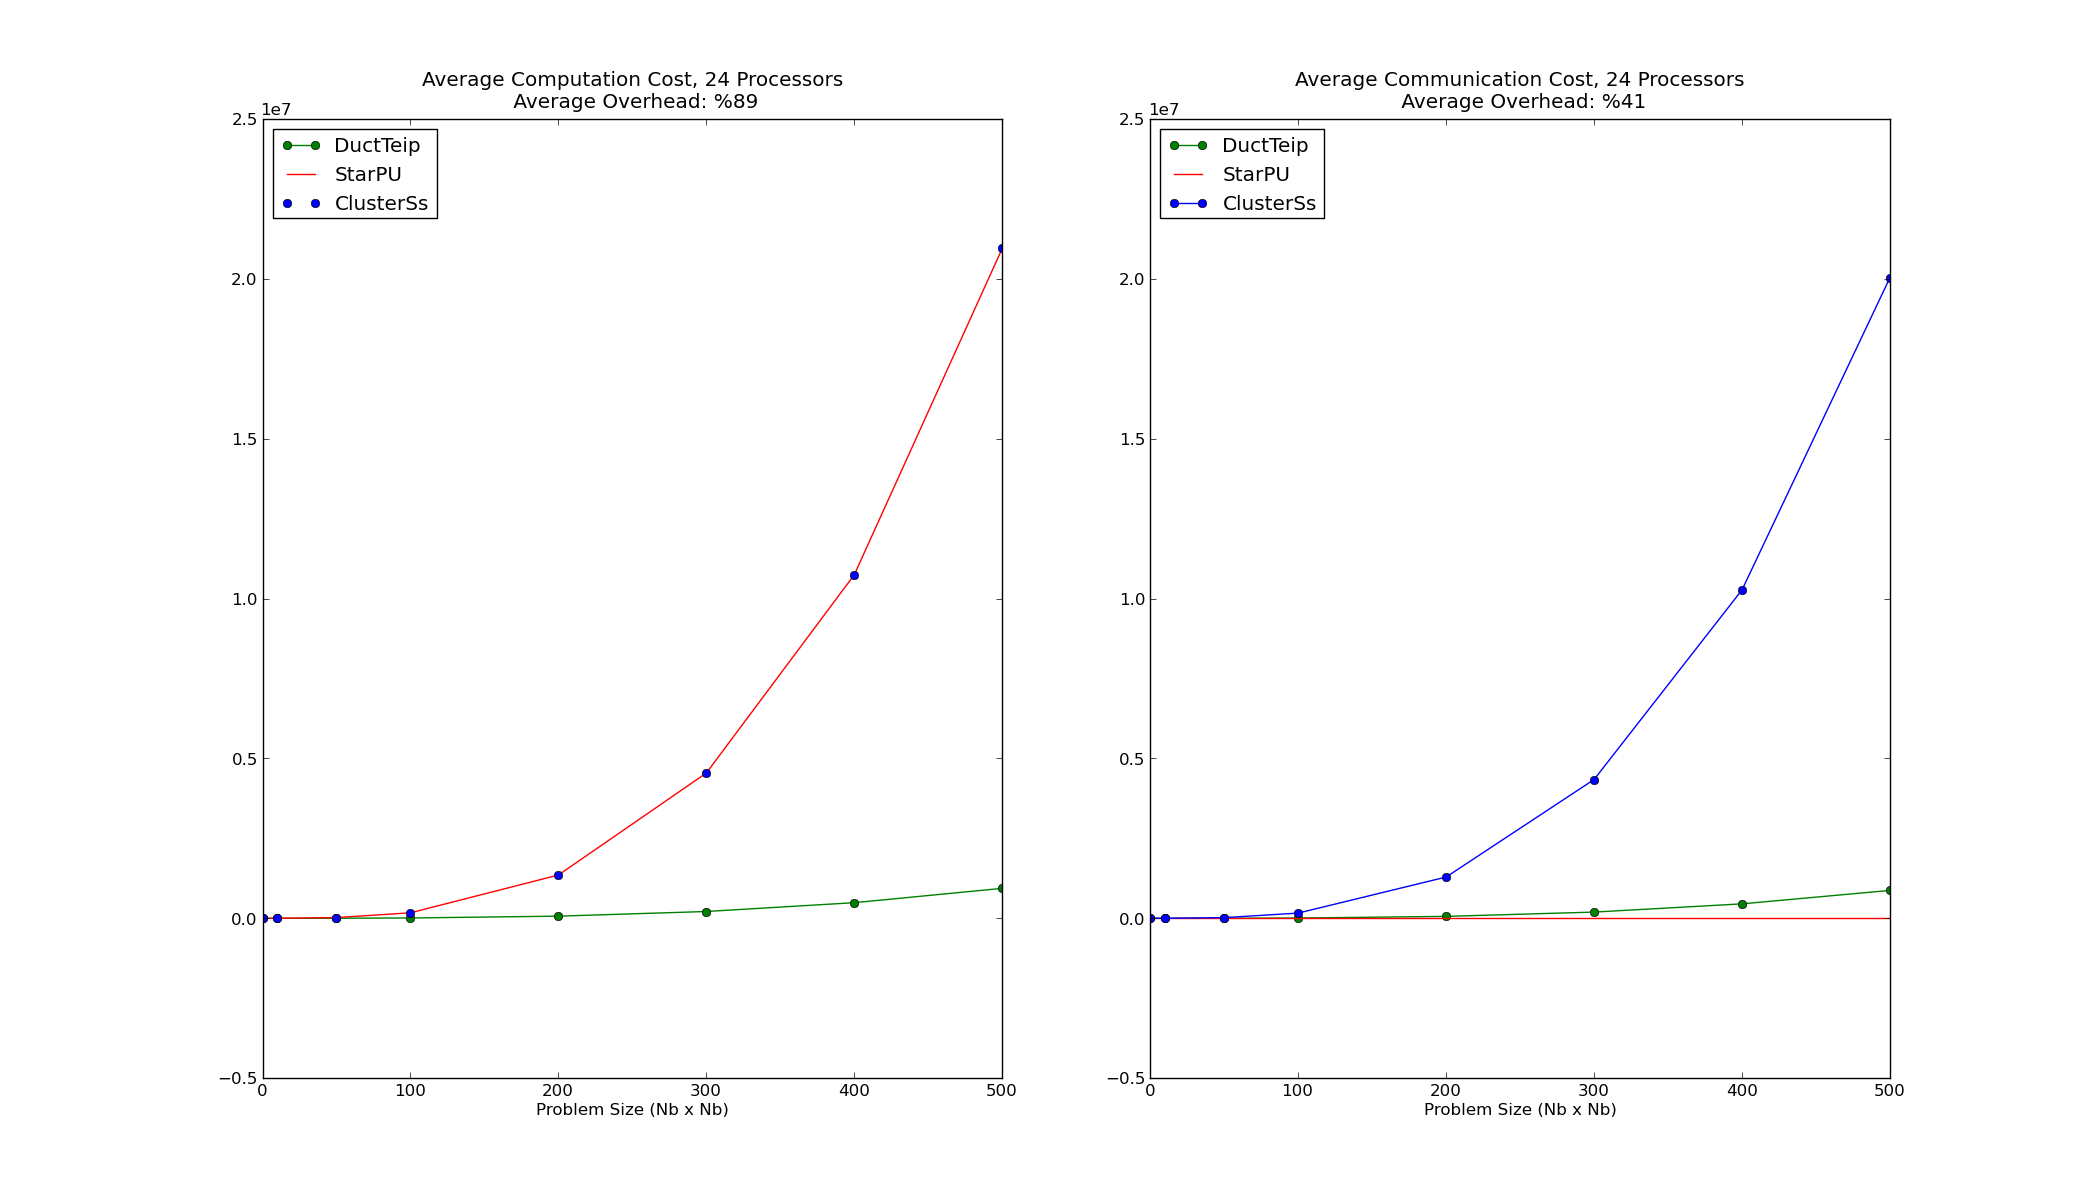 Average Computation Cost, 24 Processors
Average Overhead: %89
1e7
2.5
2.0
1.5
1.0
0.5
0.0
−0.5
DuctTeip
StarPU
ClusterSs
0 100 200 300 400 500
Problem Size (Nb x Nb)
Average Communication Cost, 24 Processors
Average Overhead: %41
1e7
2.5
2.0
1.5
1.0
0.5
0.0
−0.5
DuctTeip
StarPU
ClusterSs
0 100 200 300 400 500
Problem Size (Nb x Nb)